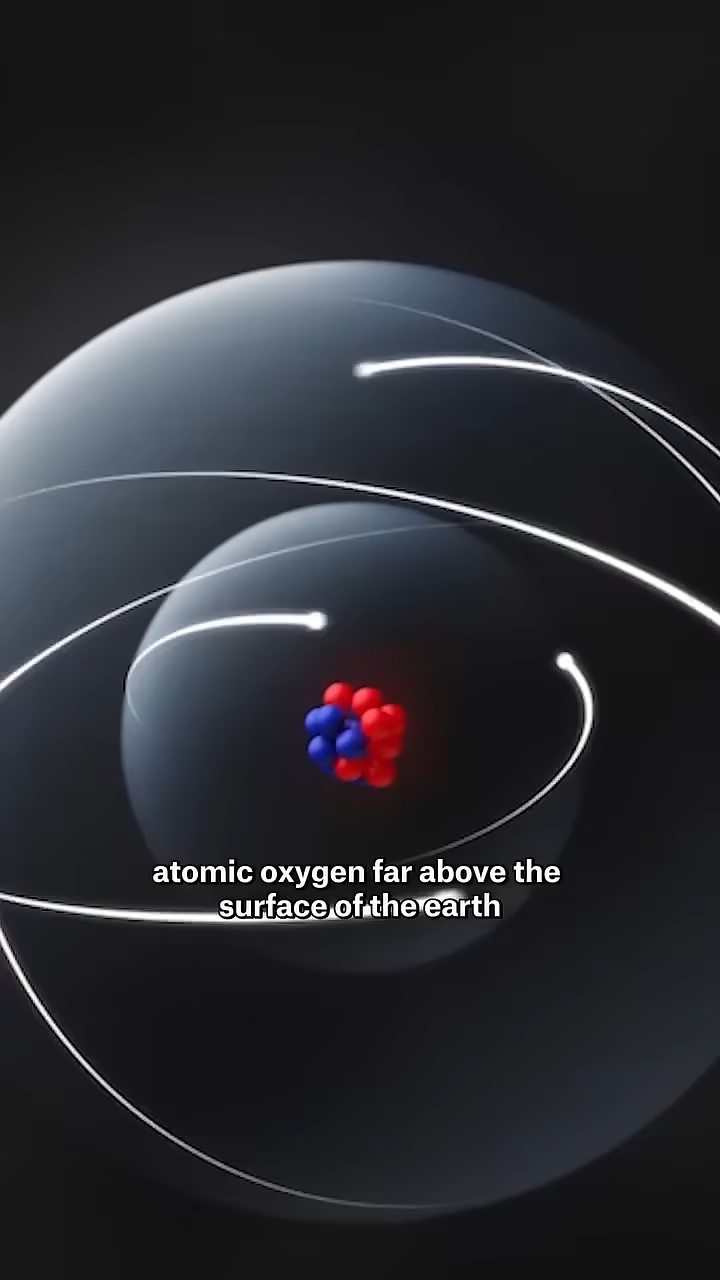 atomic oxygen far above the
surface of the earth